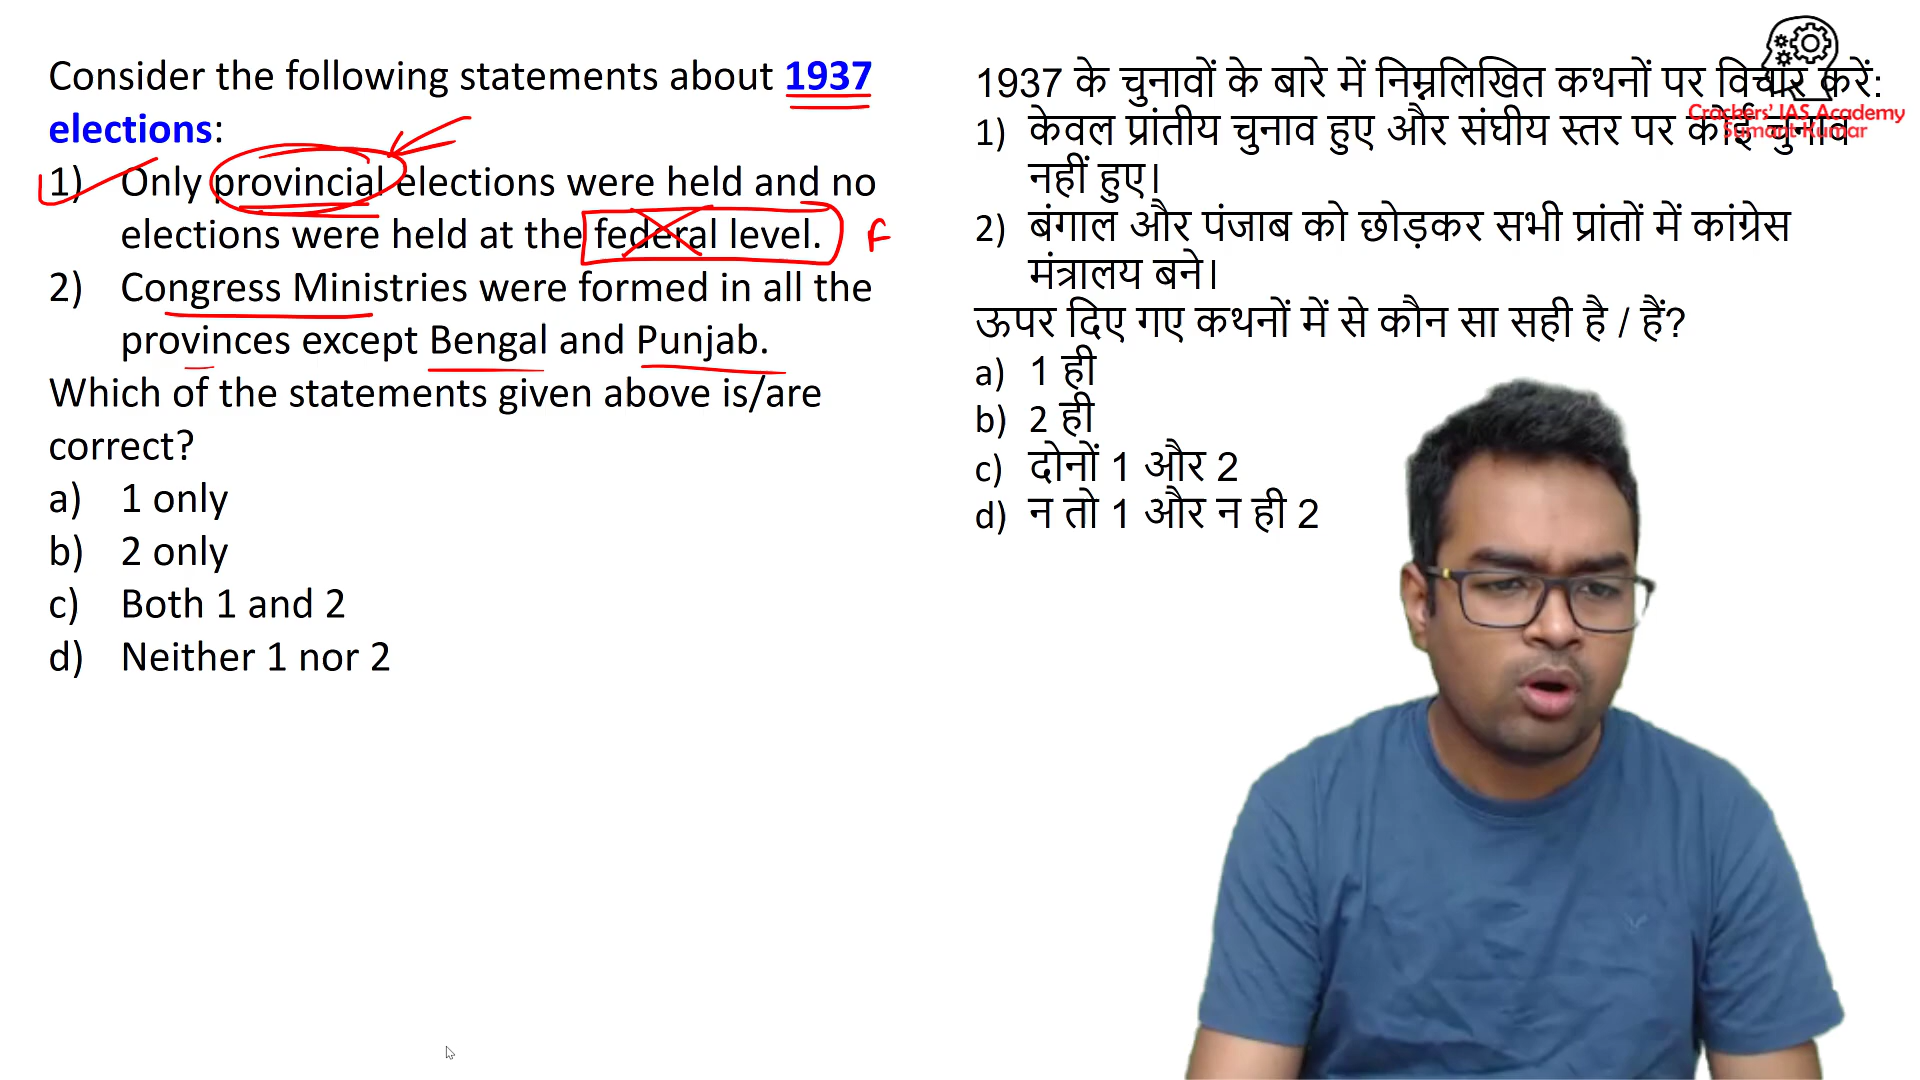 Consider the following statements about 1937
elections:
1) Only provincial elections were held and no
elections were held at the federal level. F
2) Congress Ministries were formed in all the
provinces except Bengal and Punjab.
Which of the statements given above is/are
correct?
a) 1 only
b) 2 only
c) Both 1 and 2
d) Neither 1 nor 2
1937 के चुनावों के बारे में निम्नलिखित कथनों पर विचार करें:
1) केवल प्रांतीय चुनाव हुए और संघीय स्तर पर कोई चुनाव
नहीं हुए।
2) बंगाल और पंजाब को छोड़कर सभी प्रांतों में कांग्रेस
मंत्रालय बने।
ऊपर दिए गए कथनों में से कौन सा सही है / हैं?
a) 1 ही
b) 2 ही
c) दोनों 1 और 2
d) न तो 1 और न ही 2
Crackers' IAS Academy
Sumant Kumar